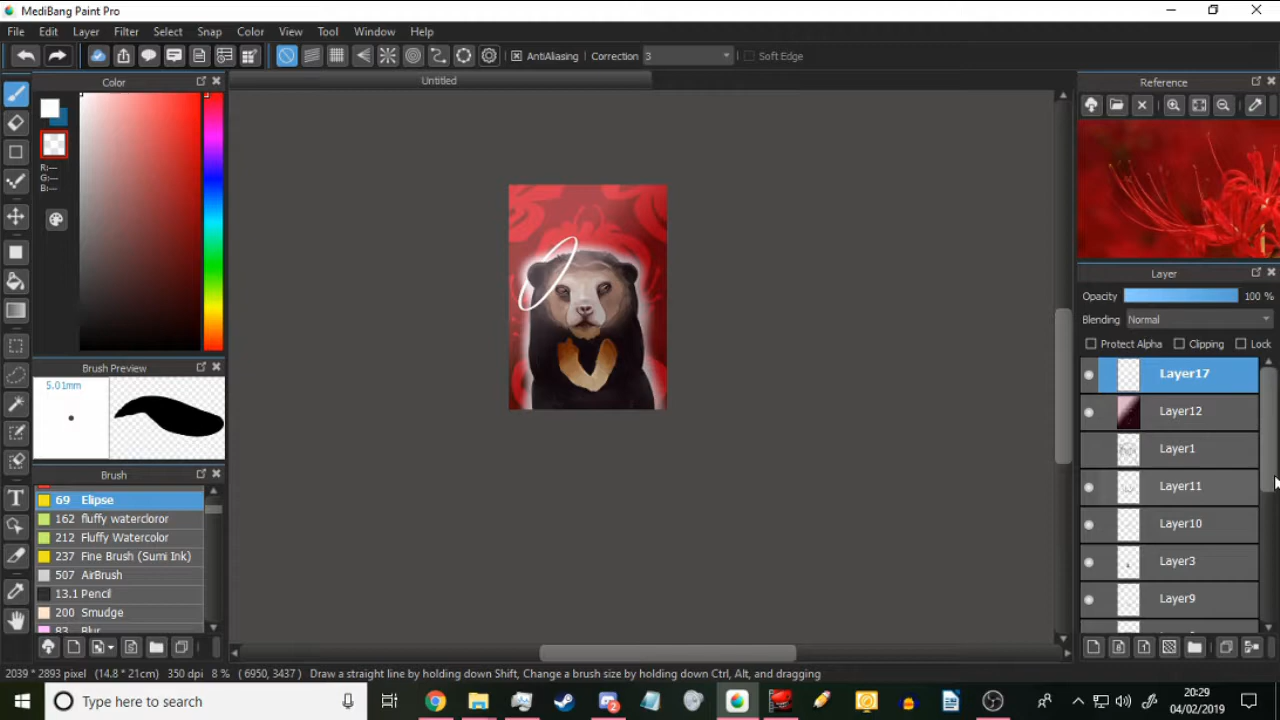 MediBang Paint Pro
File Edit Layer Filter Select Snap Color View Tool Window Help
AntiAliasing Correction 3 Soft Edge
Color
Untitled
Reference
R:---
G:---
B:---
Layer
Opacity 100 %
Blending Normal
Protect Alpha Clipping Lock
Brush Preview
5.01mm
Layer17
Layer12
Layer1
Layer11
Layer10
Layer3
Layer9
Brush
69 Elipse
162 fluffy watercloror
212 Fluffy Watercolor
237 Fine Brush (Sumi Ink)
507 AirBrush
13.1 Pencil
200 Smudge
83 Blur
2039 * 2893 pixel (14.8 * 21cm) 350 dpi 8 % ( 6950, 3437 ) Draw a straight line by holding down Shift, Change a brush size by holding down Ctrl, Alt, and dragging
Type here to search
20:29
04/02/2019